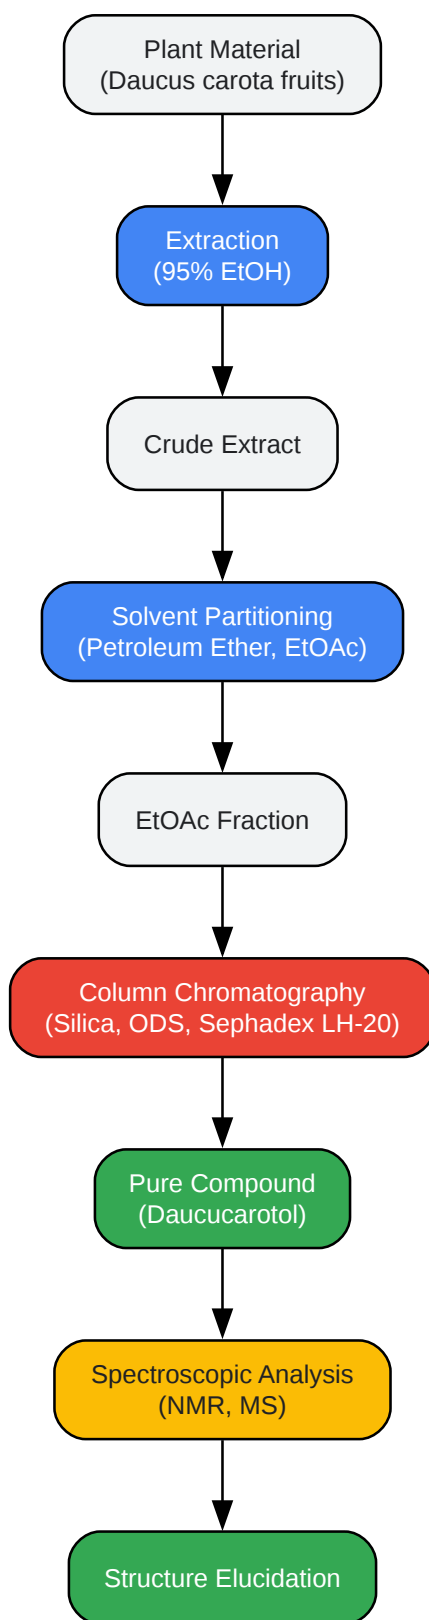 Plant Material
(Daucus carota fruits)
Extraction
(95% EtOH)
Crude Extract
Solvent Partitioning
(Petroleum Ether, EtOAc)
EtOAc Fraction
Column Chromatography
(Silica, ODS, Sephadex LH-20)
Pure Compound
(Daucucarotol)
Spectroscopic Analysis
(NMR, MS)
Structure Elucidation